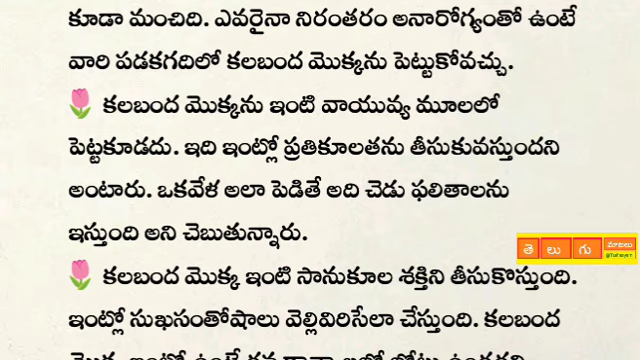 కూడా మంచిది. ఎవరైనా నిరంతరం అనారోగ్యంతో ఉంటే
వారి పడకగదిలో కలబంద మొక్కను పెట్టుకోవచ్చు.
🌷 కలబంద మొక్కను ఇంటి వాయువ్య మూలలో
పెట్టకూడదు. ఇది ఇంట్లో ప్రతికూలతను తీసుకువస్తుందని
అంటారు. ఒకవేళ అలా పెడితే అది చెడు ఫలితాలను
ఇస్తుంది అని చెబుతున్నారు.
తెలుగు మాటలు
🌷 కలబంద మొక్క ఇంటి సానుకూల శక్తిని తీసుకొస్తుంది.
ఇంట్లో సుఖసంతోషాలు వెల్లివిరిసేలా చేస్తుంది. కలబంద